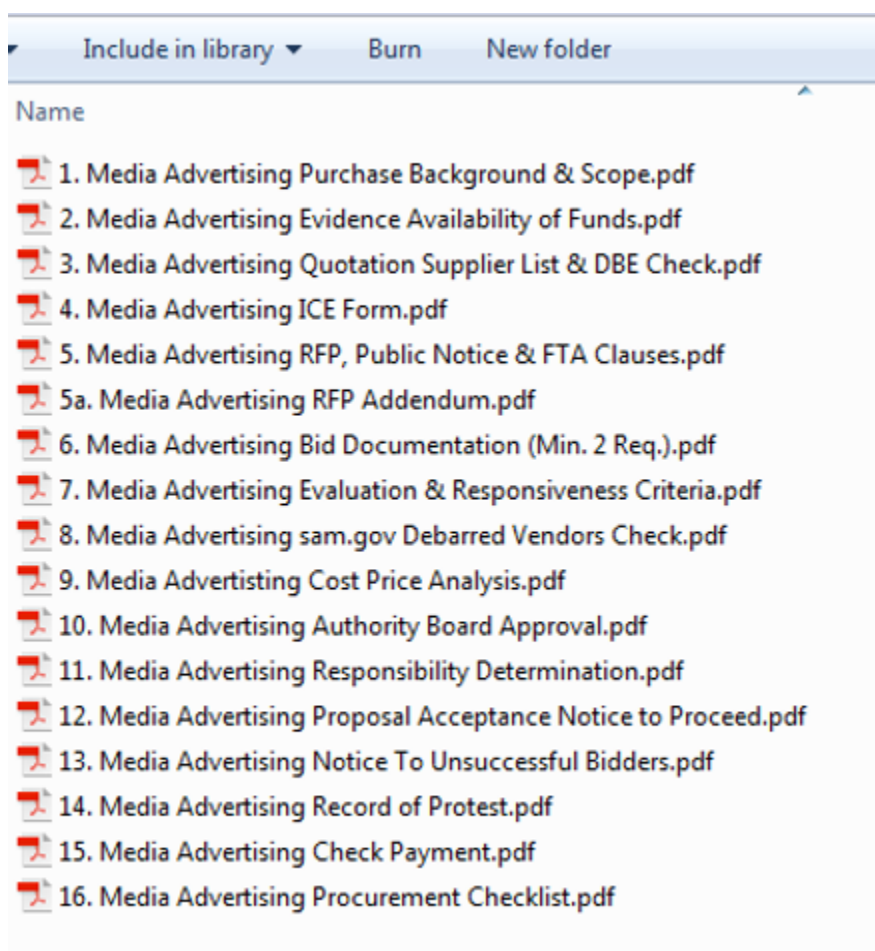 Include in library Burn New folder
Name
1. Media Advertising Purchase Background & Scope.pdf
2. Media Advertising Evidence Availability of Funds.pdf
3. Media Advertising Quotation Supplier List & DBE Check.pdf
4. Media Advertising ICE Form.pdf
5. Media Advertising RFP, Public Notice & FTA Clauses.pdf
5a. Media Advertising RFP Addendum.pdf
6. Media Advertising Bid Documentation (Min. 2 Req.).pdf
7. Media Advertising Evaluation & Responsiveness Criteria.pdf
8. Media Advertising sam.gov Debarred Vendors Check.pdf
9. Media Advertisting Cost Price Analysis.pdf
10. Media Advertising Authority Board Approval.pdf
11. Media Advertising Responsibility Determination.pdf
12. Media Advertising Proposal Acceptance Notice to Proceed.pdf
13. Media Advertising Notice To Unsuccessful Bidders.pdf
14. Media Advertising Record of Protest.pdf
15. Media Advertising Check Payment.pdf
16. Media Advertising Procurement Checklist.pdf